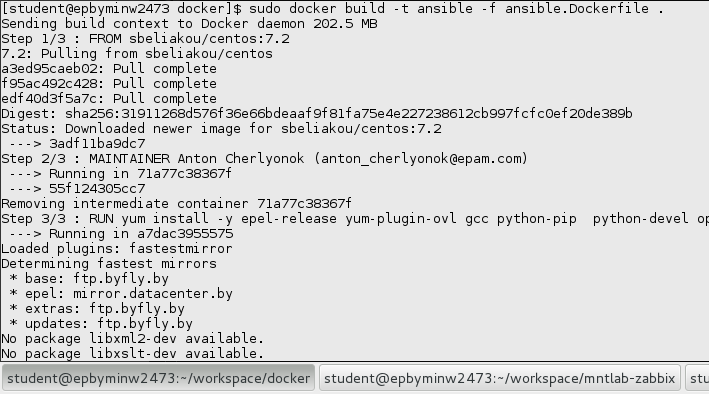 [student@epbyminw2473 docker]$ sudo docker build -t ansible -f ansible.Dockerfile .
Sending build context to Docker daemon 202.5 MB
Step 1/3 : FROM sbeliakou/centos:7.2
7.2: Pulling from sbeliakou/centos
a3ed95caeb02: Pull complete
f95ac492c428: Pull complete
edf40d3f5a7c: Pull complete
Digest: sha256:31911268d576f36e66bdeaaf9f81fa75e4e227238612cb997fcfc0ef20de389b
Status: Downloaded newer image for sbeliakou/centos:7.2
 ---> 3adf11ba9dc7
Step 2/3 : MAINTAINER Anton Cherlyonok (anton_cherlyonok@epam.com)
 ---> Running in 71a77c38367f
 ---> 55f124305cc7
Removing intermediate container 71a77c38367f
Step 3/3 : RUN yum install -y epel-release yum-plugin-ovl gcc python-pip  python-devel op
 ---> Running in a7dac3955575
Loaded plugins: fastestmirror
Determining fastest mirrors
 * base: ftp.byfly.by
 * epel: mirror.datacenter.by
 * extras: ftp.byfly.by
 * updates: ftp.byfly.by
No package libxml2-dev available.
No package libxslt-dev available.
student@epbyminw2473:~/workspace/docker
student@epbyminw2473:~/workspace/mntlab-zabbix
stu